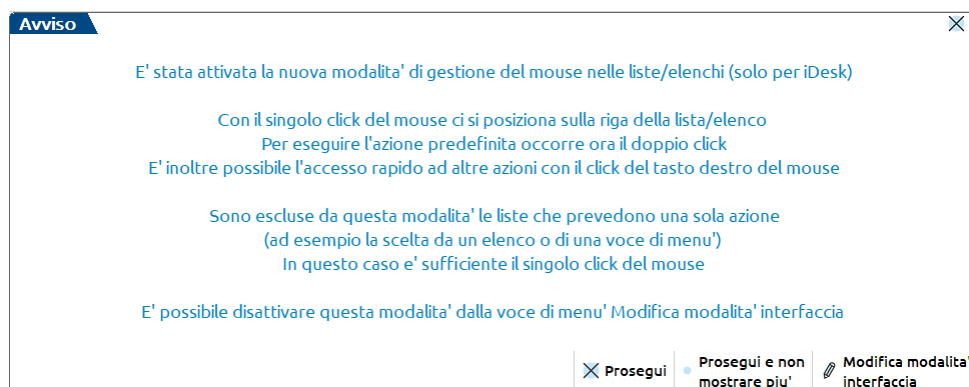 Avviso
E' stata attivata la nuova modalita' di gestione del mouse nelle liste/elenchi (solo per iDesk)
Con il singolo click del mouse ci si posiziona sulla riga della lista/elenco
Per eseguire l'azione predefinita occorre ora il doppio click
E' inoltre possibile l'accesso rapido ad altre azioni con il click del tasto destro del mouse
Sono escluse da questa modalita' le liste che prevedono una sola azione
(ad esempio la scelta da un elenco o di una voce di menu')
In questo caso e' sufficiente il singolo click del mouse
E' possibile disattivare questa modalita' dalla voce di menu' Modifica modalita' interfaccia
Prosegui
Prosegui e non
mostrare piu'
Modifica modalita'
interfaccia